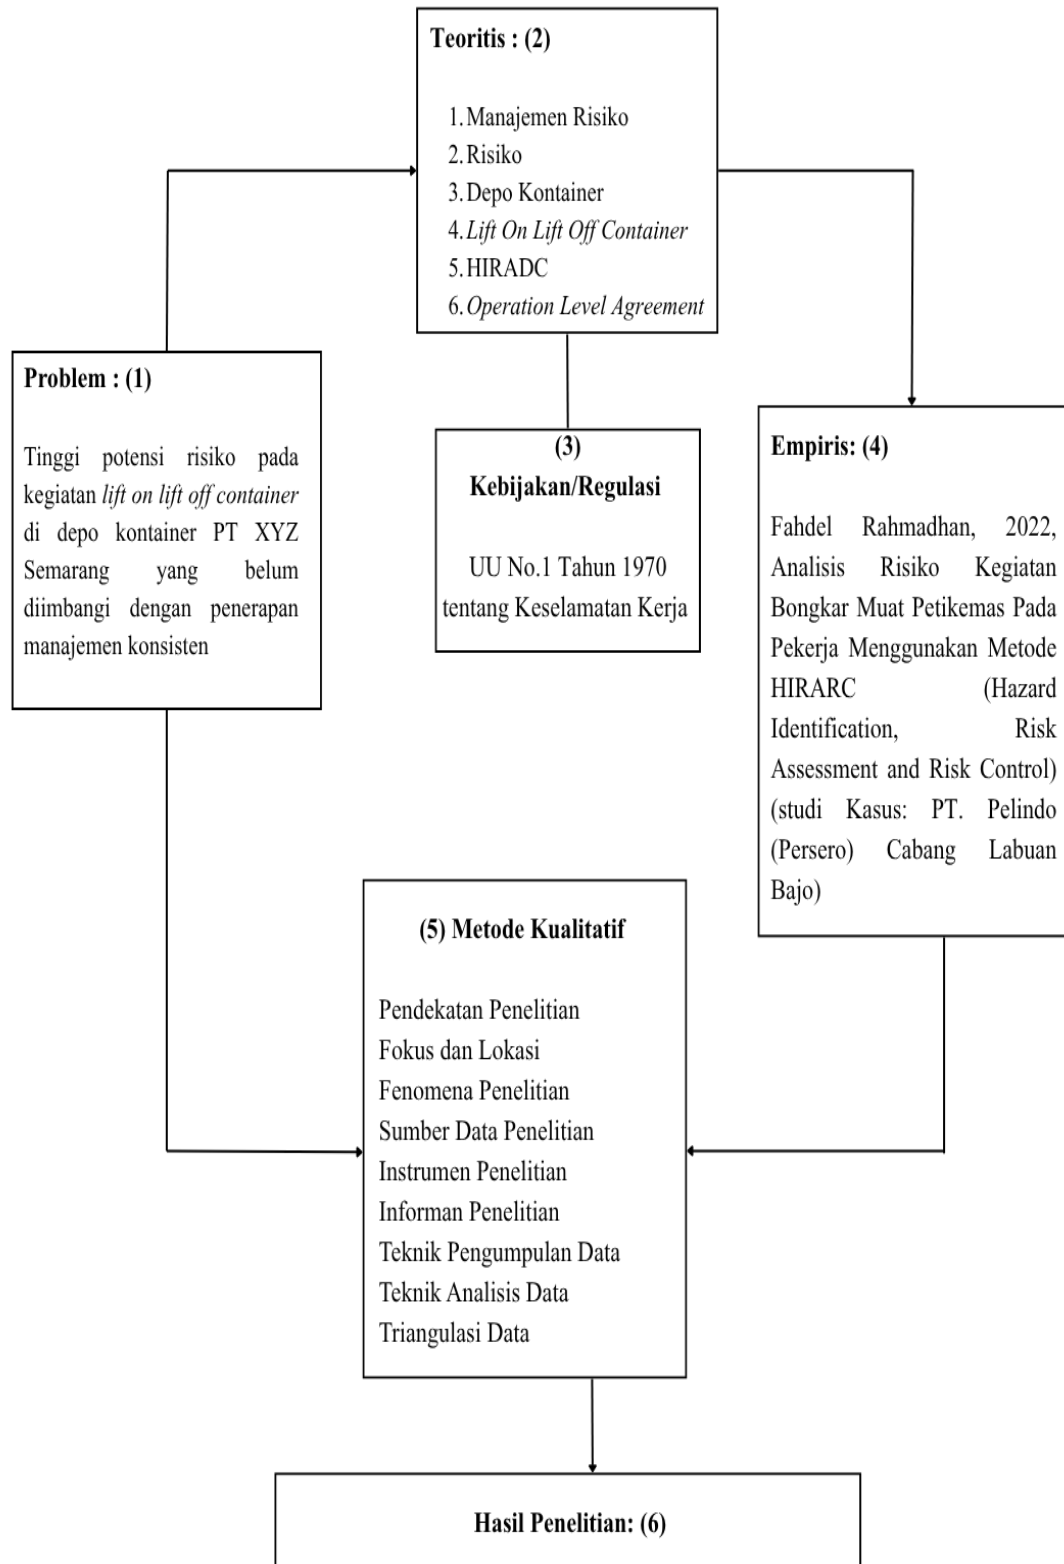 Teoritis : (2)
1. Manajemen Risiko
2. Risiko
3. Depo Kontainer
4. Lift On Lift Off Container
5. HIRADC
6. Operation Level Agreement
Problem : (1)
Tinggi potensi risiko pada
kegiatan lift on lift off container
di depo kontainer PT XYZ
Semarang yang belum
diimbangi dengan penerapan
manajemen konsisten
(3)
Kebijakan/Regulasi
UU No.1 Tahun 1970
tentang Keselamatan Kerja
Empiris: (4)
Fahdel Rahmadhan, 2022,
Analisis Risiko Kegiatan
Bongkar Muat Petikemas Pada
Pekerja Menggunakan Metode
HIRARC (Hazard
Identification, Risk
Assessment and Risk Control)
(studi Kasus: PT. Pelindo
(Persero) Cabang Labuan
Bajo)
(5) Metode Kualitatif
Pendekatan Penelitian
Fokus dan Lokasi
Fenomena Penelitian
Sumber Data Penelitian
Instrumen Penelitian
Informan Penelitian
Teknik Pengumpulan Data
Teknik Analisis Data
Triangulasi Data
Hasil Penelitian: (6)